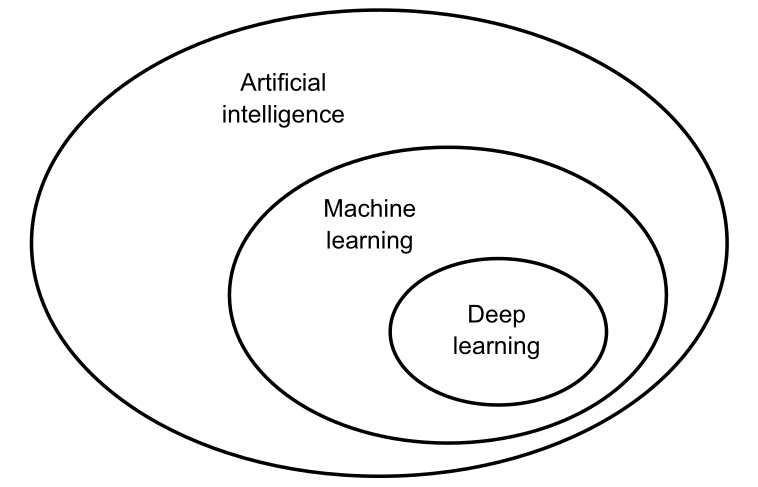 Artificial
intelligence
Machine
learning
Deep
learning